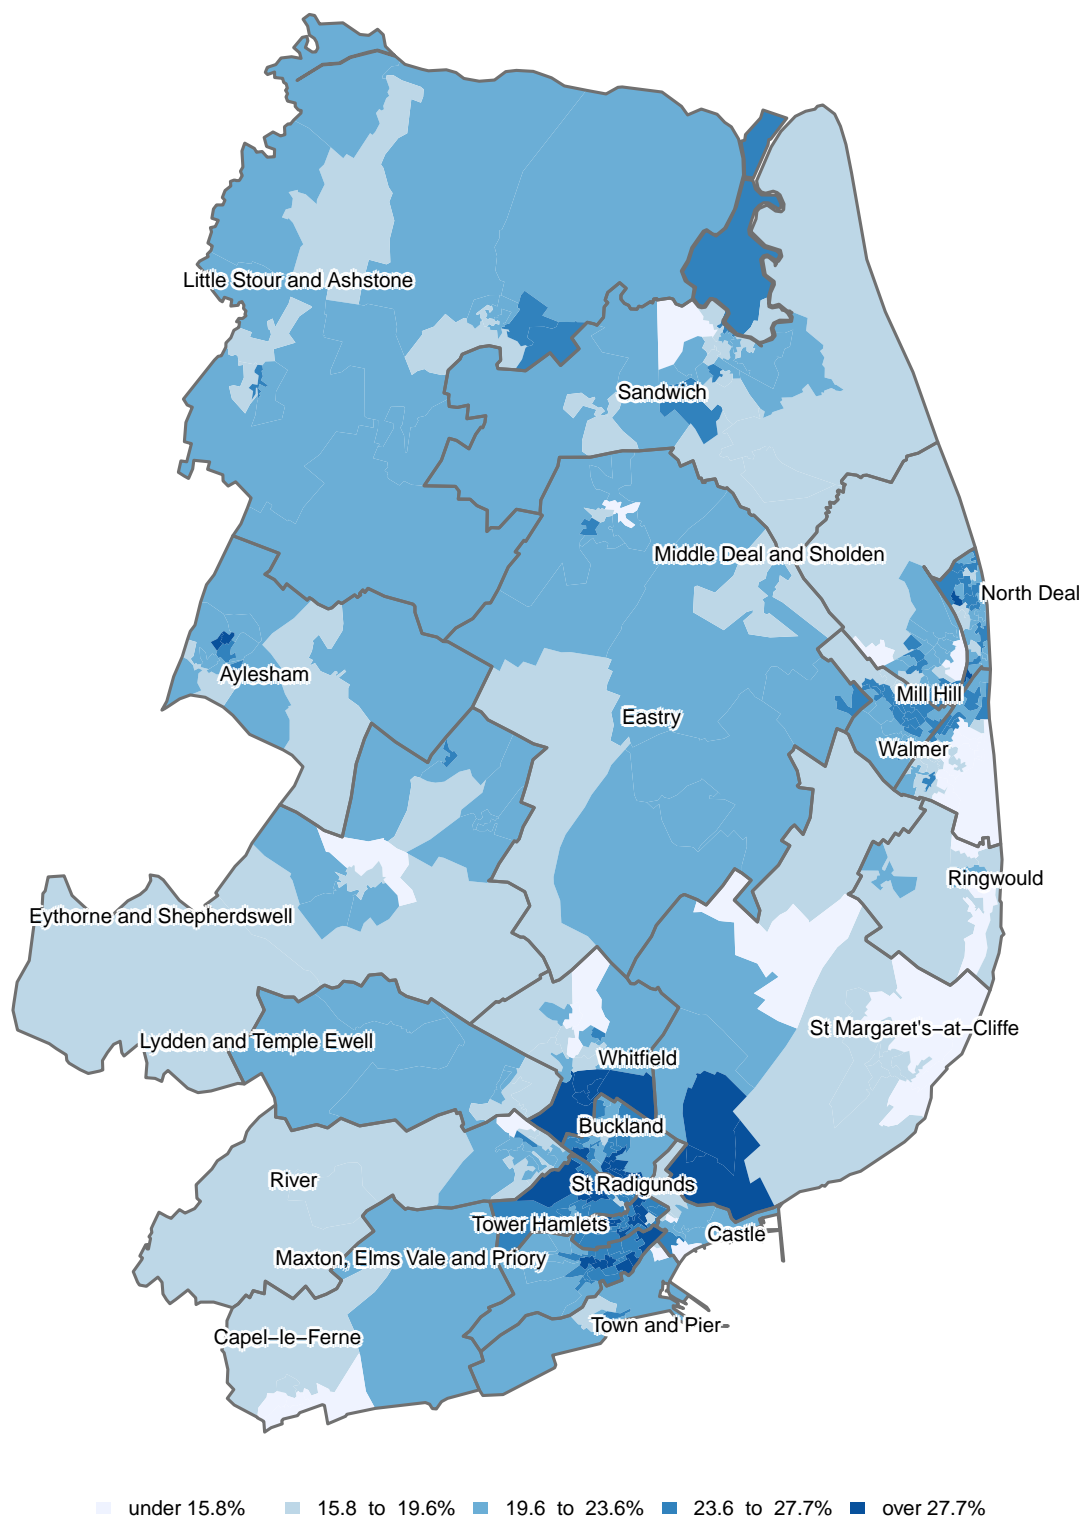 Little Stour and Ashstone
Sandwich
Middle Deal and Sholden
North Deal
Aylesham
Mill Hill
Eastry
Walmer
Ringwould
Eythorne and Shepherdswell
St Margaret's−at−Cliffe
Lydden and Temple Ewell
Whitfield
Buckland
River
St Radigunds
Tower Hamlets
Castle
Maxton, Elms Vale and Priory
Town and Pier
Capel−le−Ferne
under 15.8% 15.8 to 19.6% 19.6 to 23.6% 23.6 to 27.7% over 27.7%